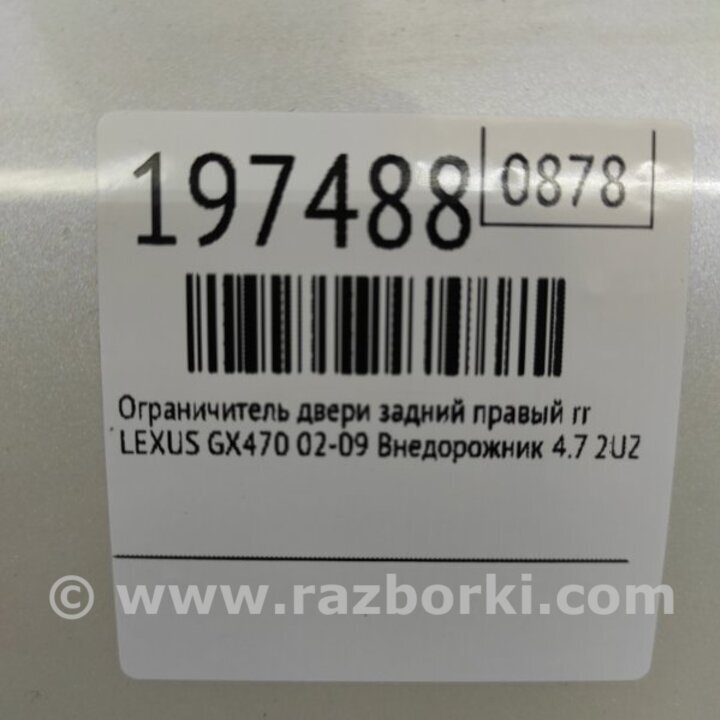 197488
0878
Ограничитель двери задний правый rr
LEXUS GX470 02-09 Внедорожник 4.7 2UZ
© www.razborki.com